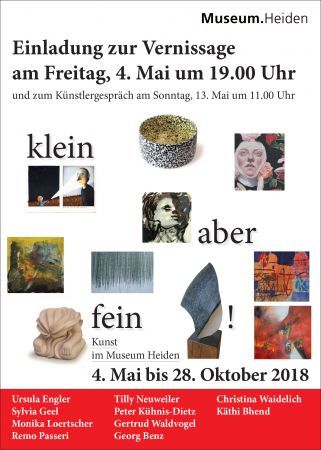 Museum.Heiden
Einladung zur Vernissage
am Freitag, 4. Mai um 19.00 Uhr
und zum Künstlergespräch am Sonntag, 13. Mai um 11.00 Uhr
klein
aber
fein !
Kunst
im Museum Heiden
4. Mai bis 28. Oktober 2018
Ursula Engler
Sylvia Geel
Monika Loertscher
Remo Passeri
Tilly Neuweiler
Peter Kühnis-Dietz
Gertrud Waldvogel
Georg Benz
Christina Waidelich
Käthi Bhend